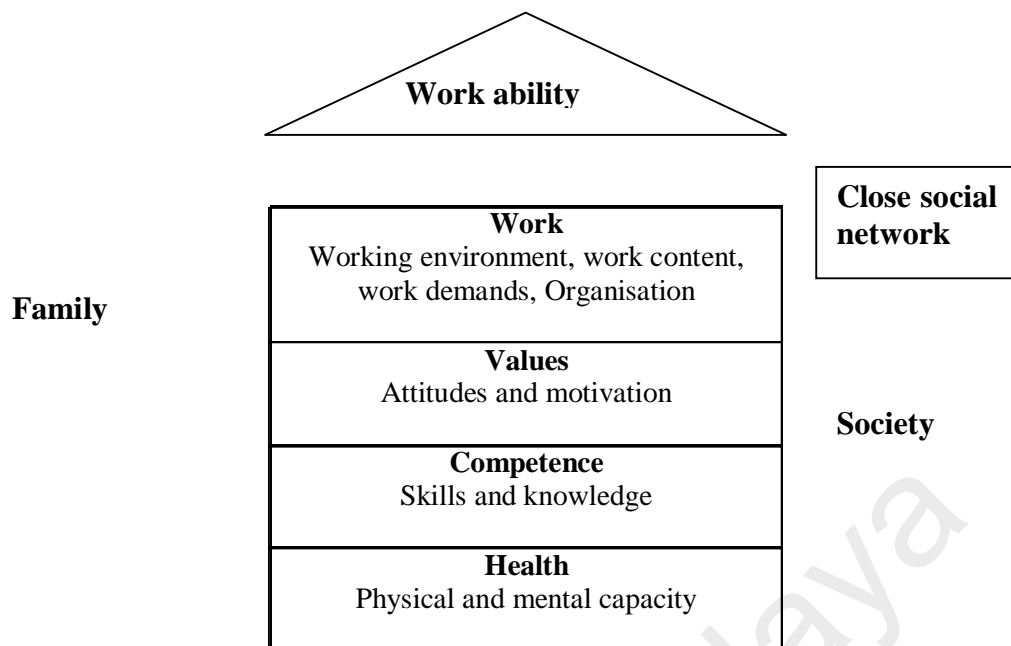 Work ability
Close social
network
Work
Working environment, work content,
work demands, Organisation
Family
Values
Attitudes and motivation
Society
Competence
Skills and knowledge
Health
Physical and mental capacity
laya